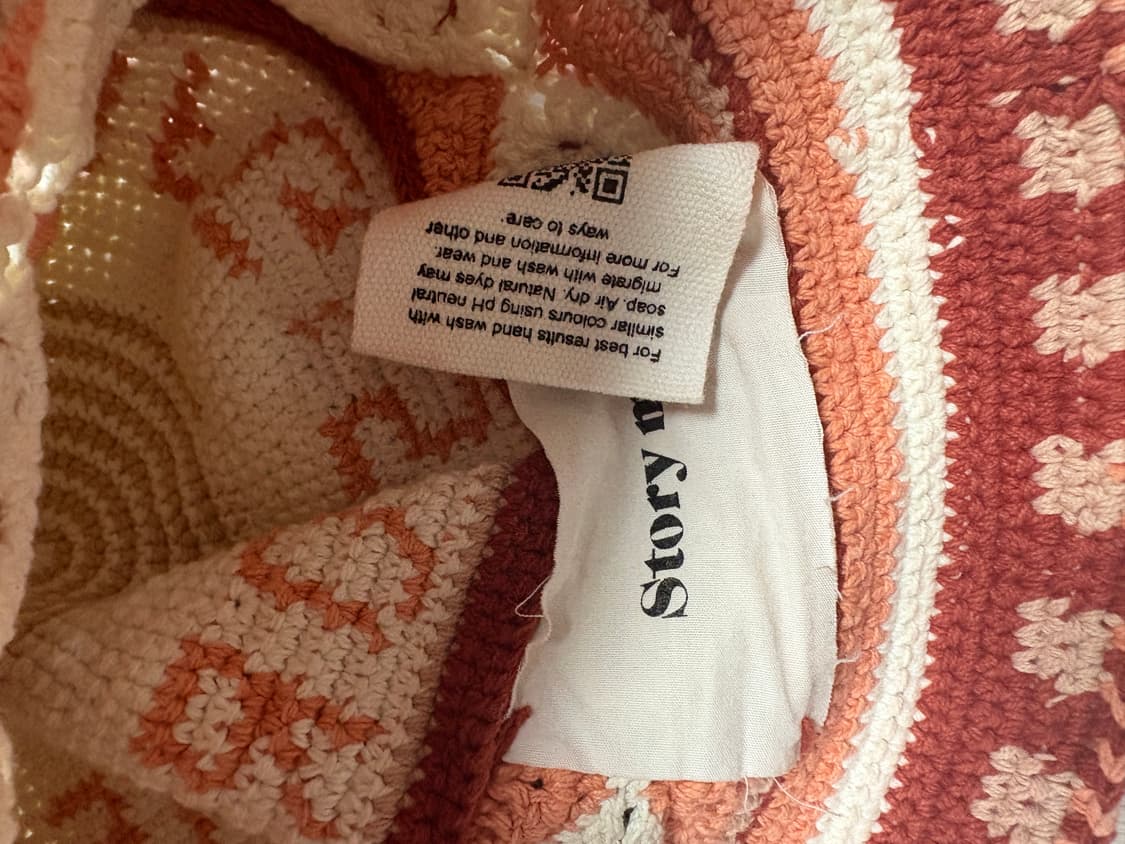 For best results hand wash with
similar colours using pH neutral
soap. Air dry. Natural dyes may
migrate with wash and wear.
For more information and other
ways to care:
Story